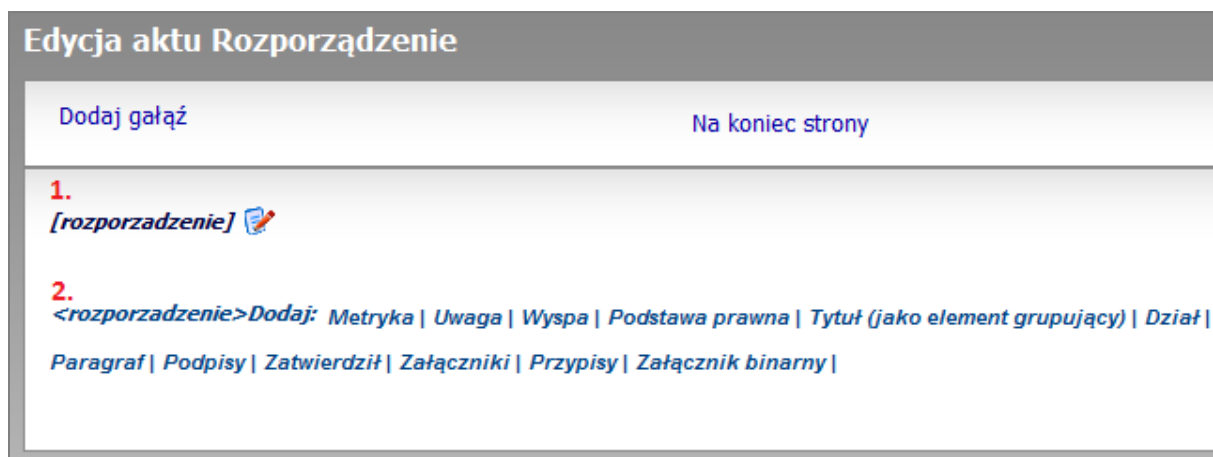 Edycja aktu Rozporządzenie
Dodaj gałąź
Na koniec strony
1.
[rozporzadzenie]
2.
<rozporzadzenie>Dodaj: Metryka | Uwaga | Wyspa | Podstawa prawna | Tytuł (jako element grupujący) | Dział |
Paragraf | Podpisy | Zatwierdził | Załączniki | Przypisy | Załącznik binarny |